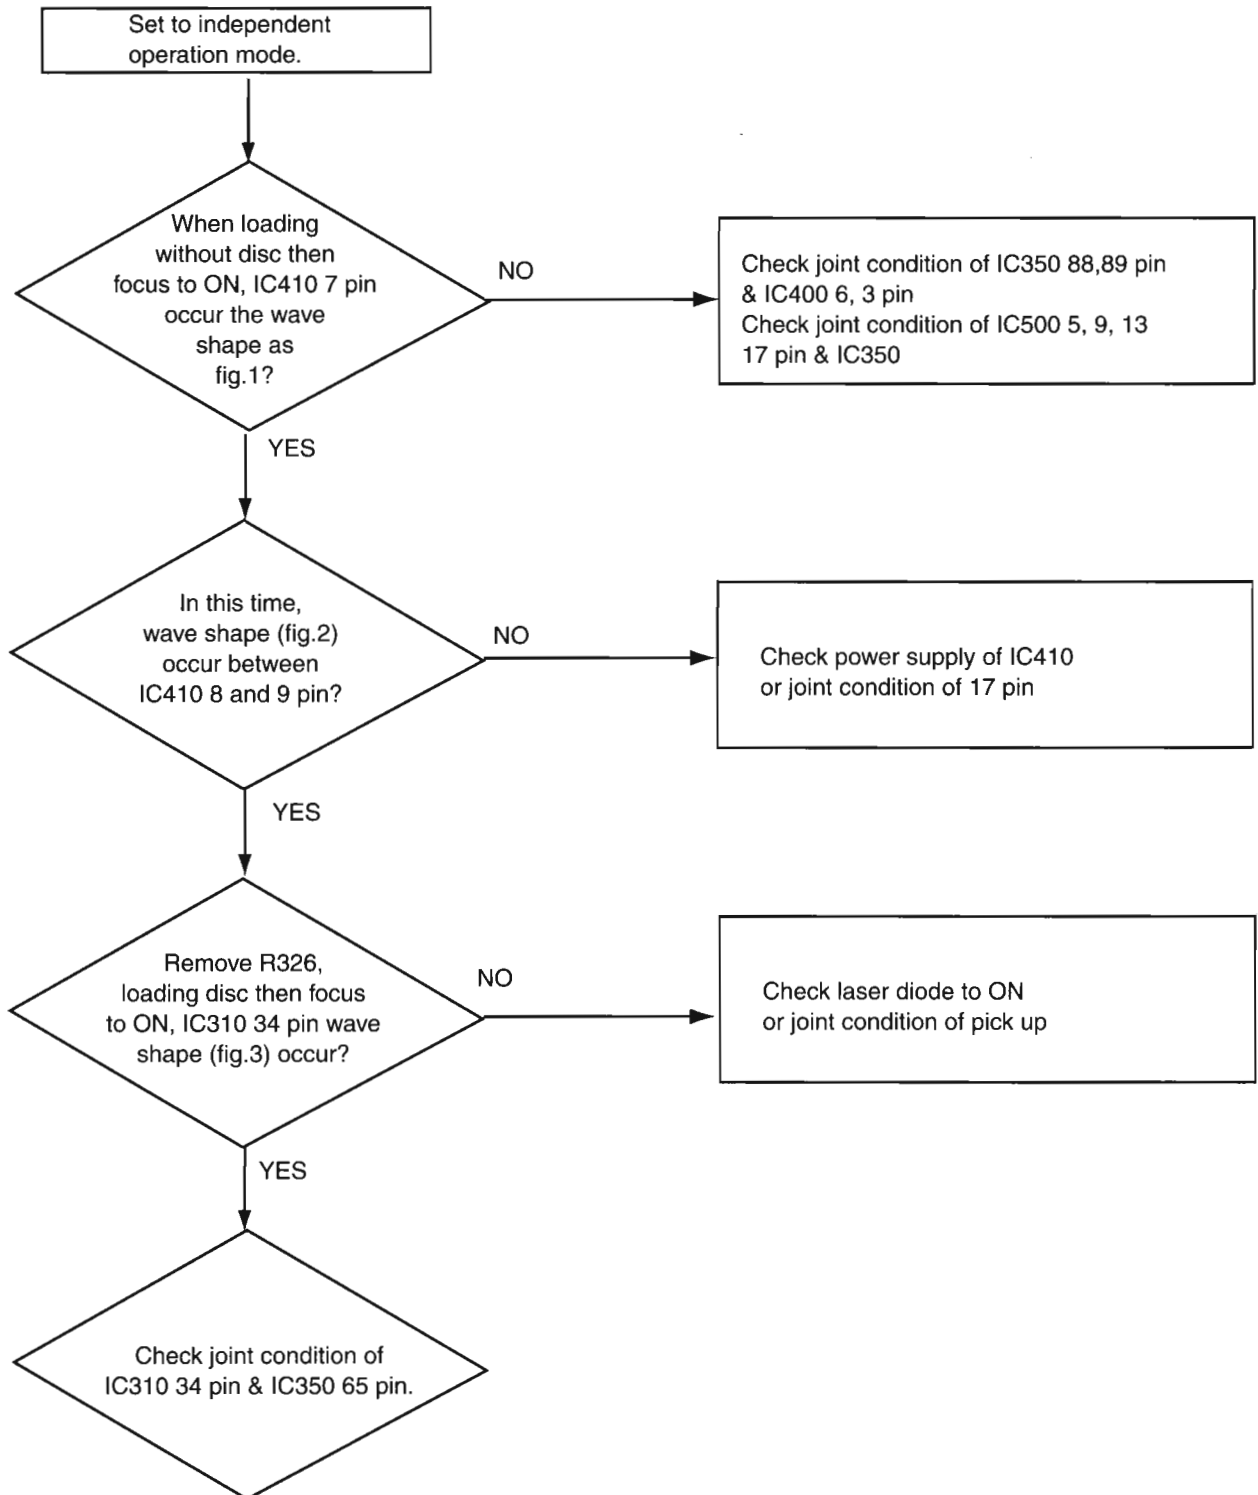 Set to independent
operation mode.
When loading
without disc then
focus to ON, IC410 7 pin
occur the wave
shape as
fig.1?
NO
Check joint condition of IC350 88,89 pin
& IC400 6, 3 pin
Check joint condition of IC500 5, 9, 13
17 pin & IC350
YES
In this time,
wave shape (fig.2)
occur between
IC410 8 and 9 pin?
NO
Check power supply of IC410
or joint condition of 17 pin
YES
Remove R326,
loading disc then focus
to ON, IC310 34 pin wave
shape (fig.3) occur?
NO
Check laser diode to ON
or joint condition of pick up
YES
Check joint condition of
IC310 34 pin & IC350 65 pin.